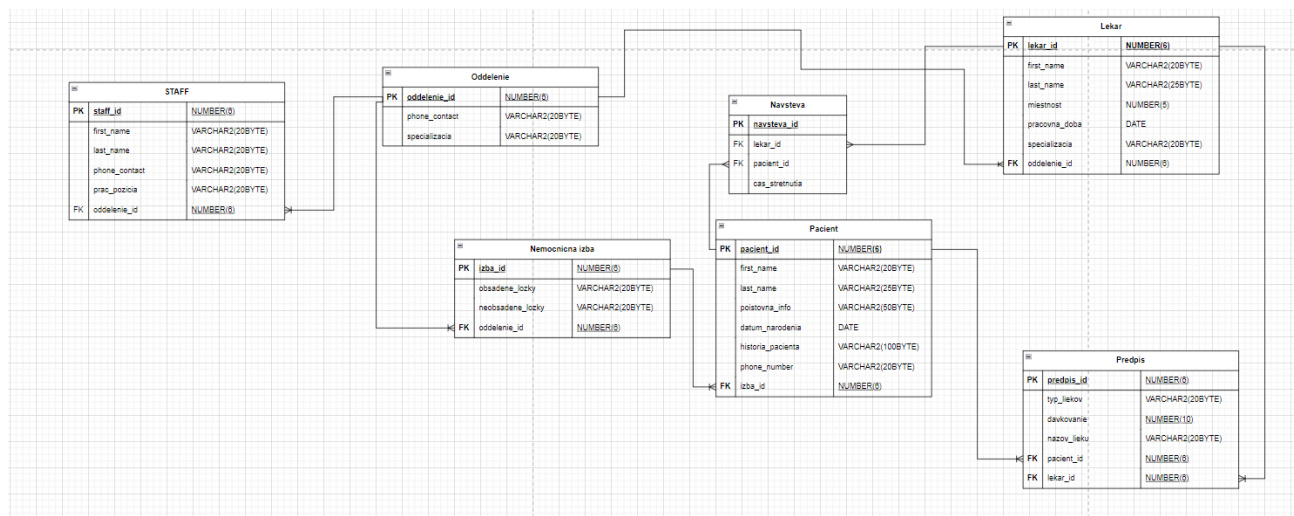 STAFF
PK staff_id NUMBER(6)
first_name VARCHAR2(20BYTE)
last_name VARCHAR2(20BYTE)
phone_contact VARCHAR2(20BYTE)
prac_pozicia VARCHAR2(20BYTE)
FK oddelenie_id NUMBER(6)
Oddelenie
PK oddelenie_id NUMBER(6)
phone_contact VARCHAR2(20BYTE)
specializacia VARCHAR2(20BYTE)
Nemocnicna izba
PK izba_id NUMBER(6)
obsadene_lozky VARCHAR2(20BYTE)
neobsadene_lozky VARCHAR2(20BYTE)
FK oddelenie_id NUMBER(6)
Navsteva
PK navsteva_id
FK lekar_id
FK pacient_id
cas_stretnutia
Pacient
PK pacient_id NUMBER(6)
first_name VARCHAR2(20BYTE)
last_name VARCHAR2(25BYTE)
poistovna_info VARCHAR2(50BYTE)
datum_narodenia DATE
historia_pacienta VARCHAR2(100BYTE)
phone_number VARCHAR2(20BYTE)
FK izba_id NUMBER(6)
Lekar
PK lekar_id NUMBER(6)
first_name VARCHAR2(20BYTE)
last_name VARCHAR2(25BYTE)
miestnost NUMBER(5)
pracovna_doba DATE
specializacia VARCHAR2(20BYTE)
FK oddelenie_id NUMBER(6)
Predpis
PK predpis_id NUMBER(6)
typ_liekov VARCHAR2(20BYTE)
davkovanie NUMBER(10)
nazov_lieku VARCHAR2(20BYTE)
FK pacient_id NUMBER(6)
FK lekar_id NUMBER(6)